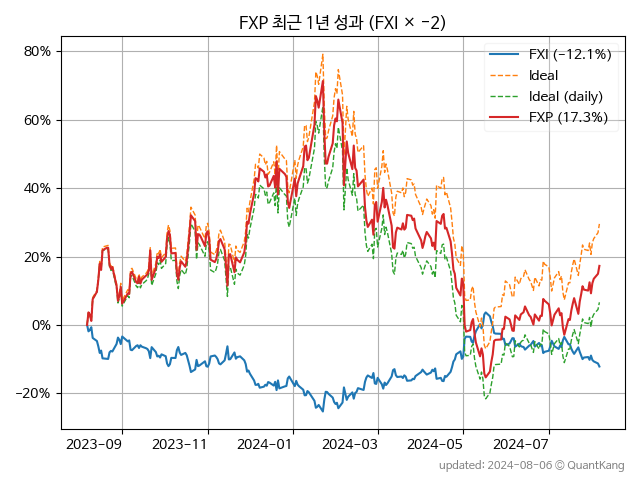 FXP 최근 1년 성과 (FXI × −2)
80%
60%
40%
20%
0%
−20%
FXI (−12.1%)
Ideal
Ideal (daily)
FXP (17.3%)
2023-09
2023-11
2024-01
2024-03
2024-05
2024-07
updated: 2024-08-06 © QuantKang